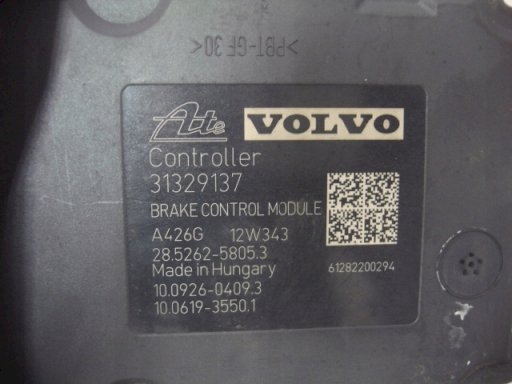 >PBT-GF 30<
Ate VOLVO
Controller
31329137
BRAKE CONTROL MODULE
A426G 12W343
28.5262-5805.3
Made in Hungary 61282200294
10.0926-0409.3
10.0619-3550.1